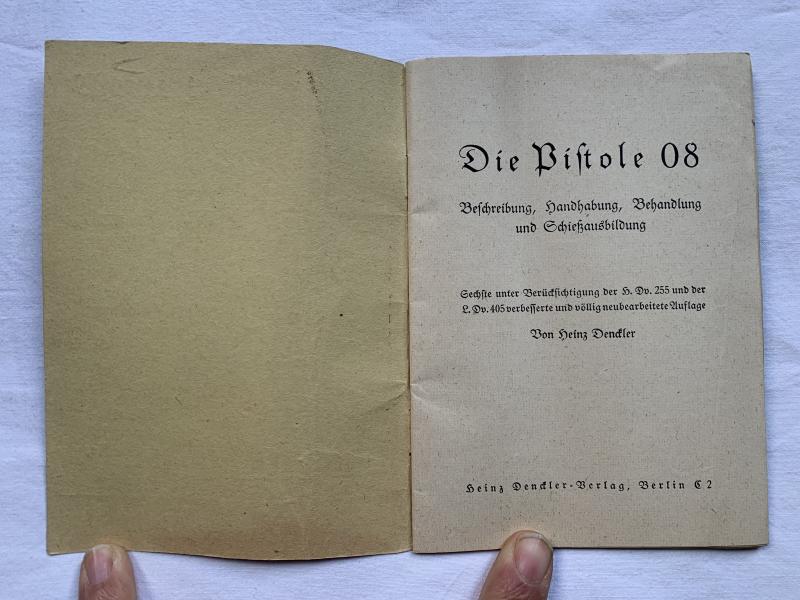 Die Piſtole 08
Beſchreibung, Handhabung, Behandlung
und Schießausbildung
Sechſte unter Berückſichtigung der H. Dv. 255 und der
L. Dv. 405 verbeſſerte und völlig neubearbeitete Auflage
Von Heinz Denckler
Heinz Denckler-Verlag, Berlin C 2